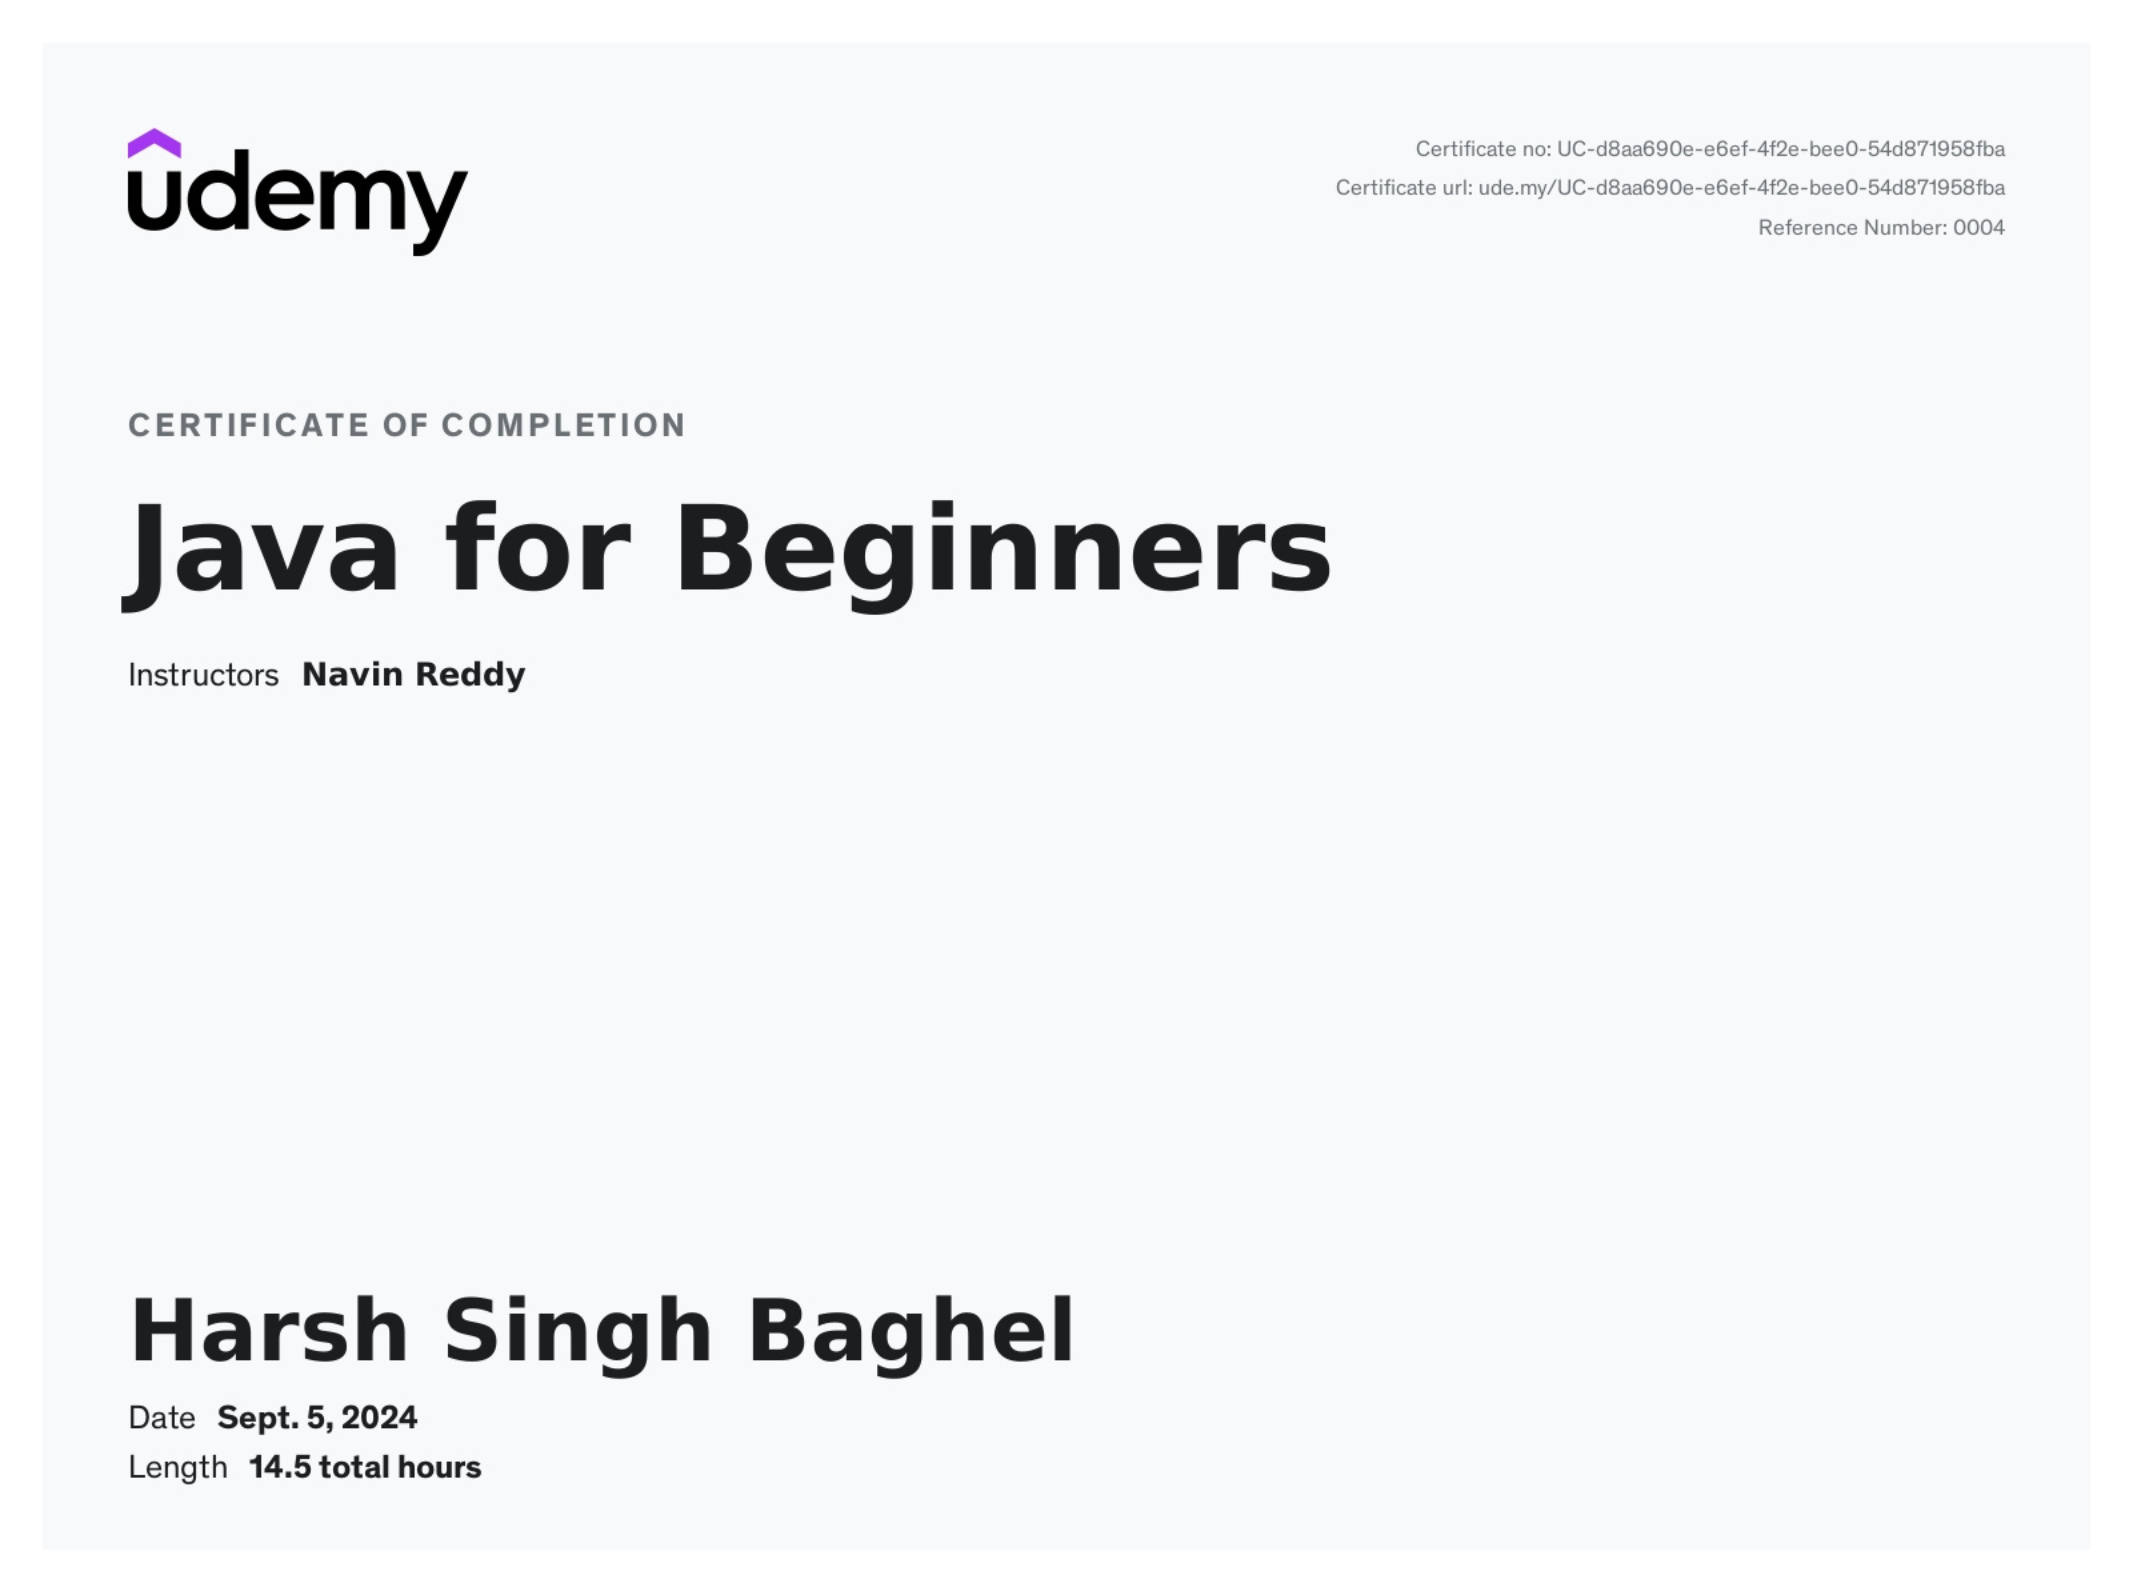 udemy
Certificate no: UC-d8aa690e-e6ef-4f2e-bee0-54d871958fba
Certificate url: ude.my/UC-d8aa690e-e6ef-4f2e-bee0-54d871958fba
Reference Number: 0004
CERTIFICATE OF COMPLETION
Java for Beginners
Instructors Navin Reddy
Harsh Singh Baghel
Date Sept. 5, 2024
Length 14.5 total hours